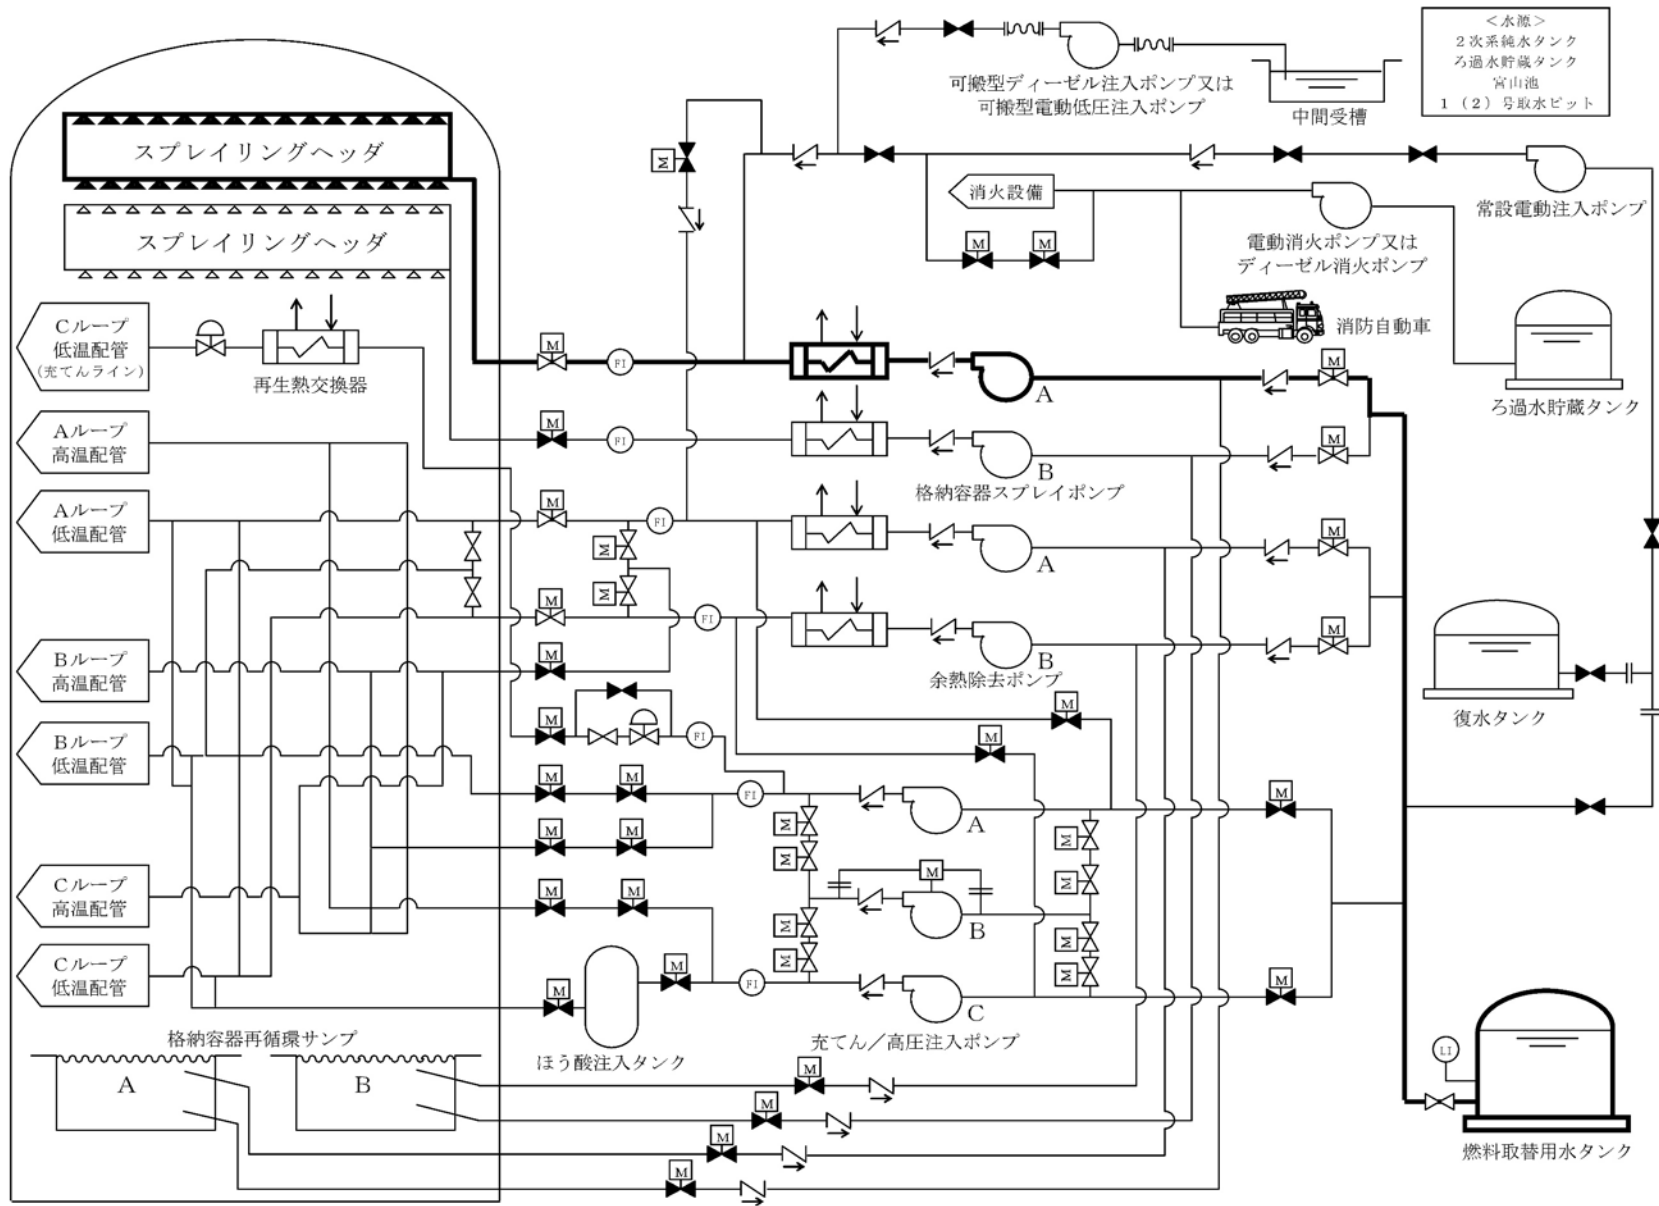 ＜水源＞
２次系純水タンク
ろ過水貯蔵タンク
宮山池
１（２）号取水ピット
可搬型ディーゼル注入ポンプ又は
可搬型電動低圧注入ポンプ
中間受槽
スプレイリングヘッダ
スプレイリングヘッダ
M
消火設備
常設電動注入ポンプ
電動消火ポンプ又は
ディーゼル消火ポンプ
M
M
消防自動車
ろ過水貯蔵タンク
Cループ
低温配管
(充てんライン)
再生熱交換器
M
FI
A
M
Aループ
高温配管
M
FI
B
M
格納容器スプレイポンプ
Aループ
低温配管
M
FI
M
A
M
M
M
FI
B
M
余熱除去ポンプ
Bループ
高温配管
M
M
M
復水タンク
Bループ
低温配管
M
FI
M
M
FI
A
M
M
M
M
M
M
M
M
B
M
Cループ
高温配管
M
M
M
M
M
M
Cループ
低温配管
M
M
FI
C
M
ほう酸注入タンク
充てん／高圧注入ポンプ
格納容器再循環サンプ
A
B
M
M
M
M
LI
燃料取替用水タンク